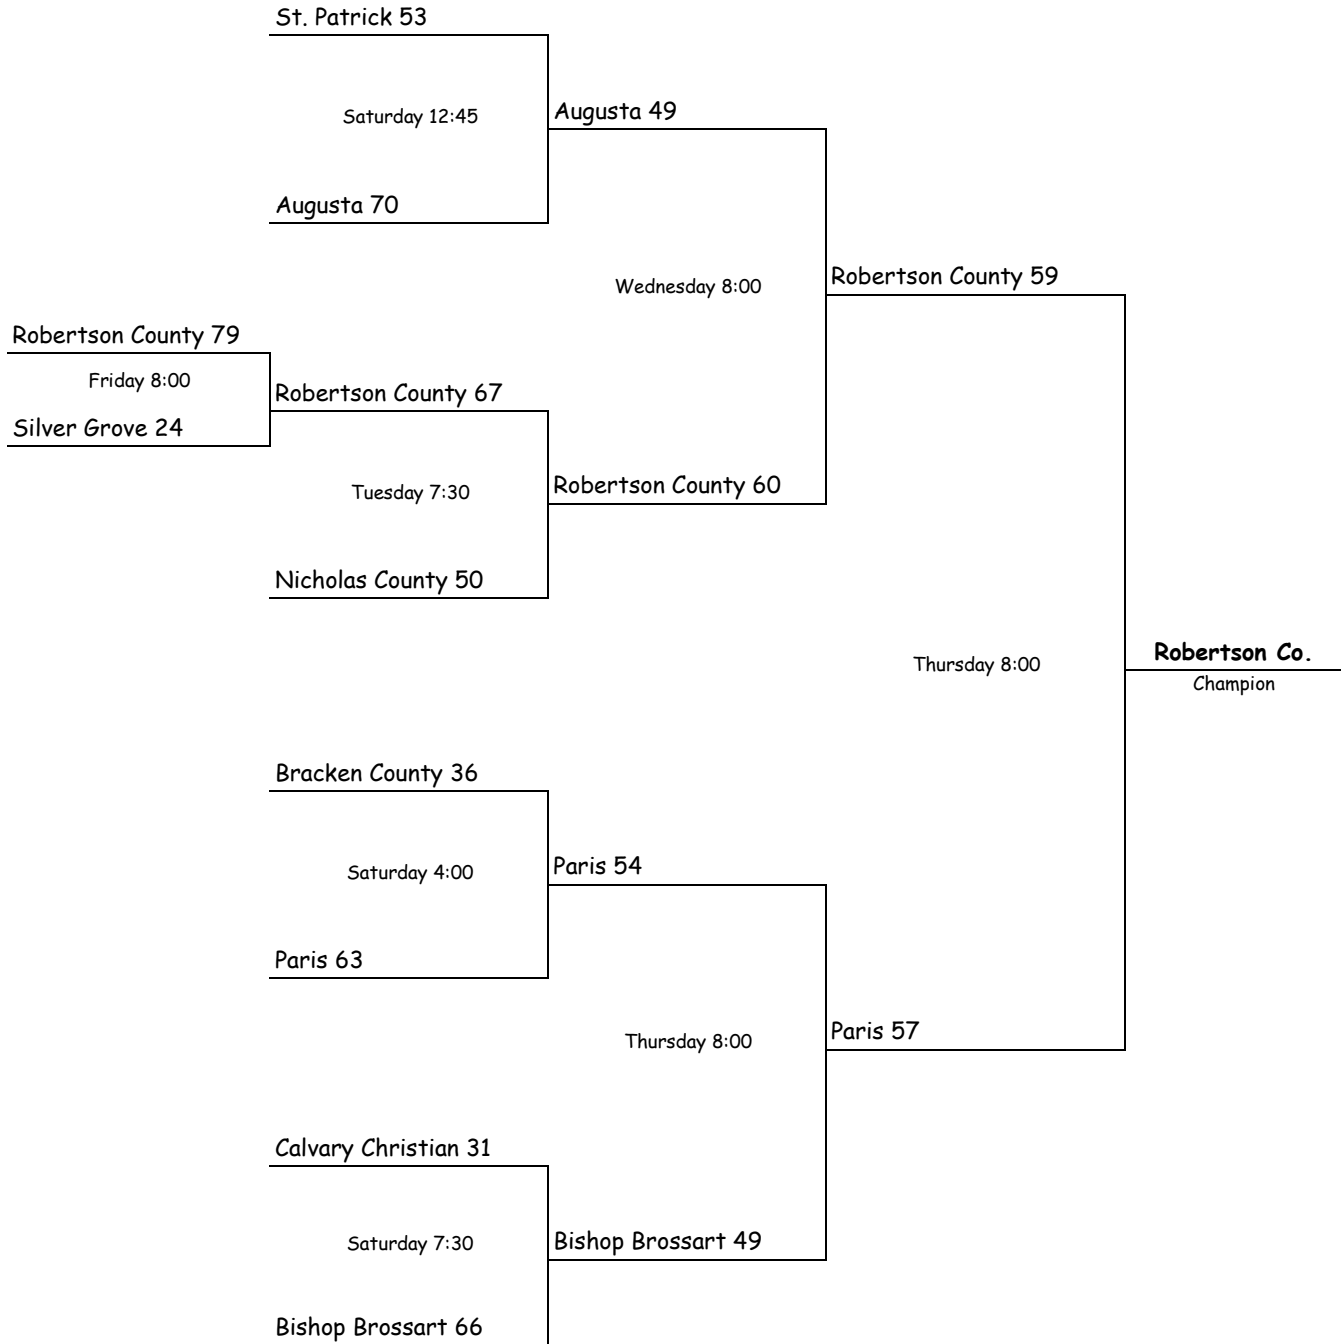 St. Patrick 53
Saturday 12:45
Augusta 49
Augusta 70
Wednesday 8:00
Robertson County 59
Robertson County 79
Friday 8:00
Robertson County 67
Silver Grove 24
Tuesday 7:30
Robertson County 60
Nicholas County 50
Thursday 8:00
Robertson Co.
Champion
Bracken County 36
Saturday 4:00
Paris 54
Paris 63
Thursday 8:00
Paris 57
Calvary Christian 31
Saturday 7:30
Bishop Brossart 49
Bishop Brossart 66